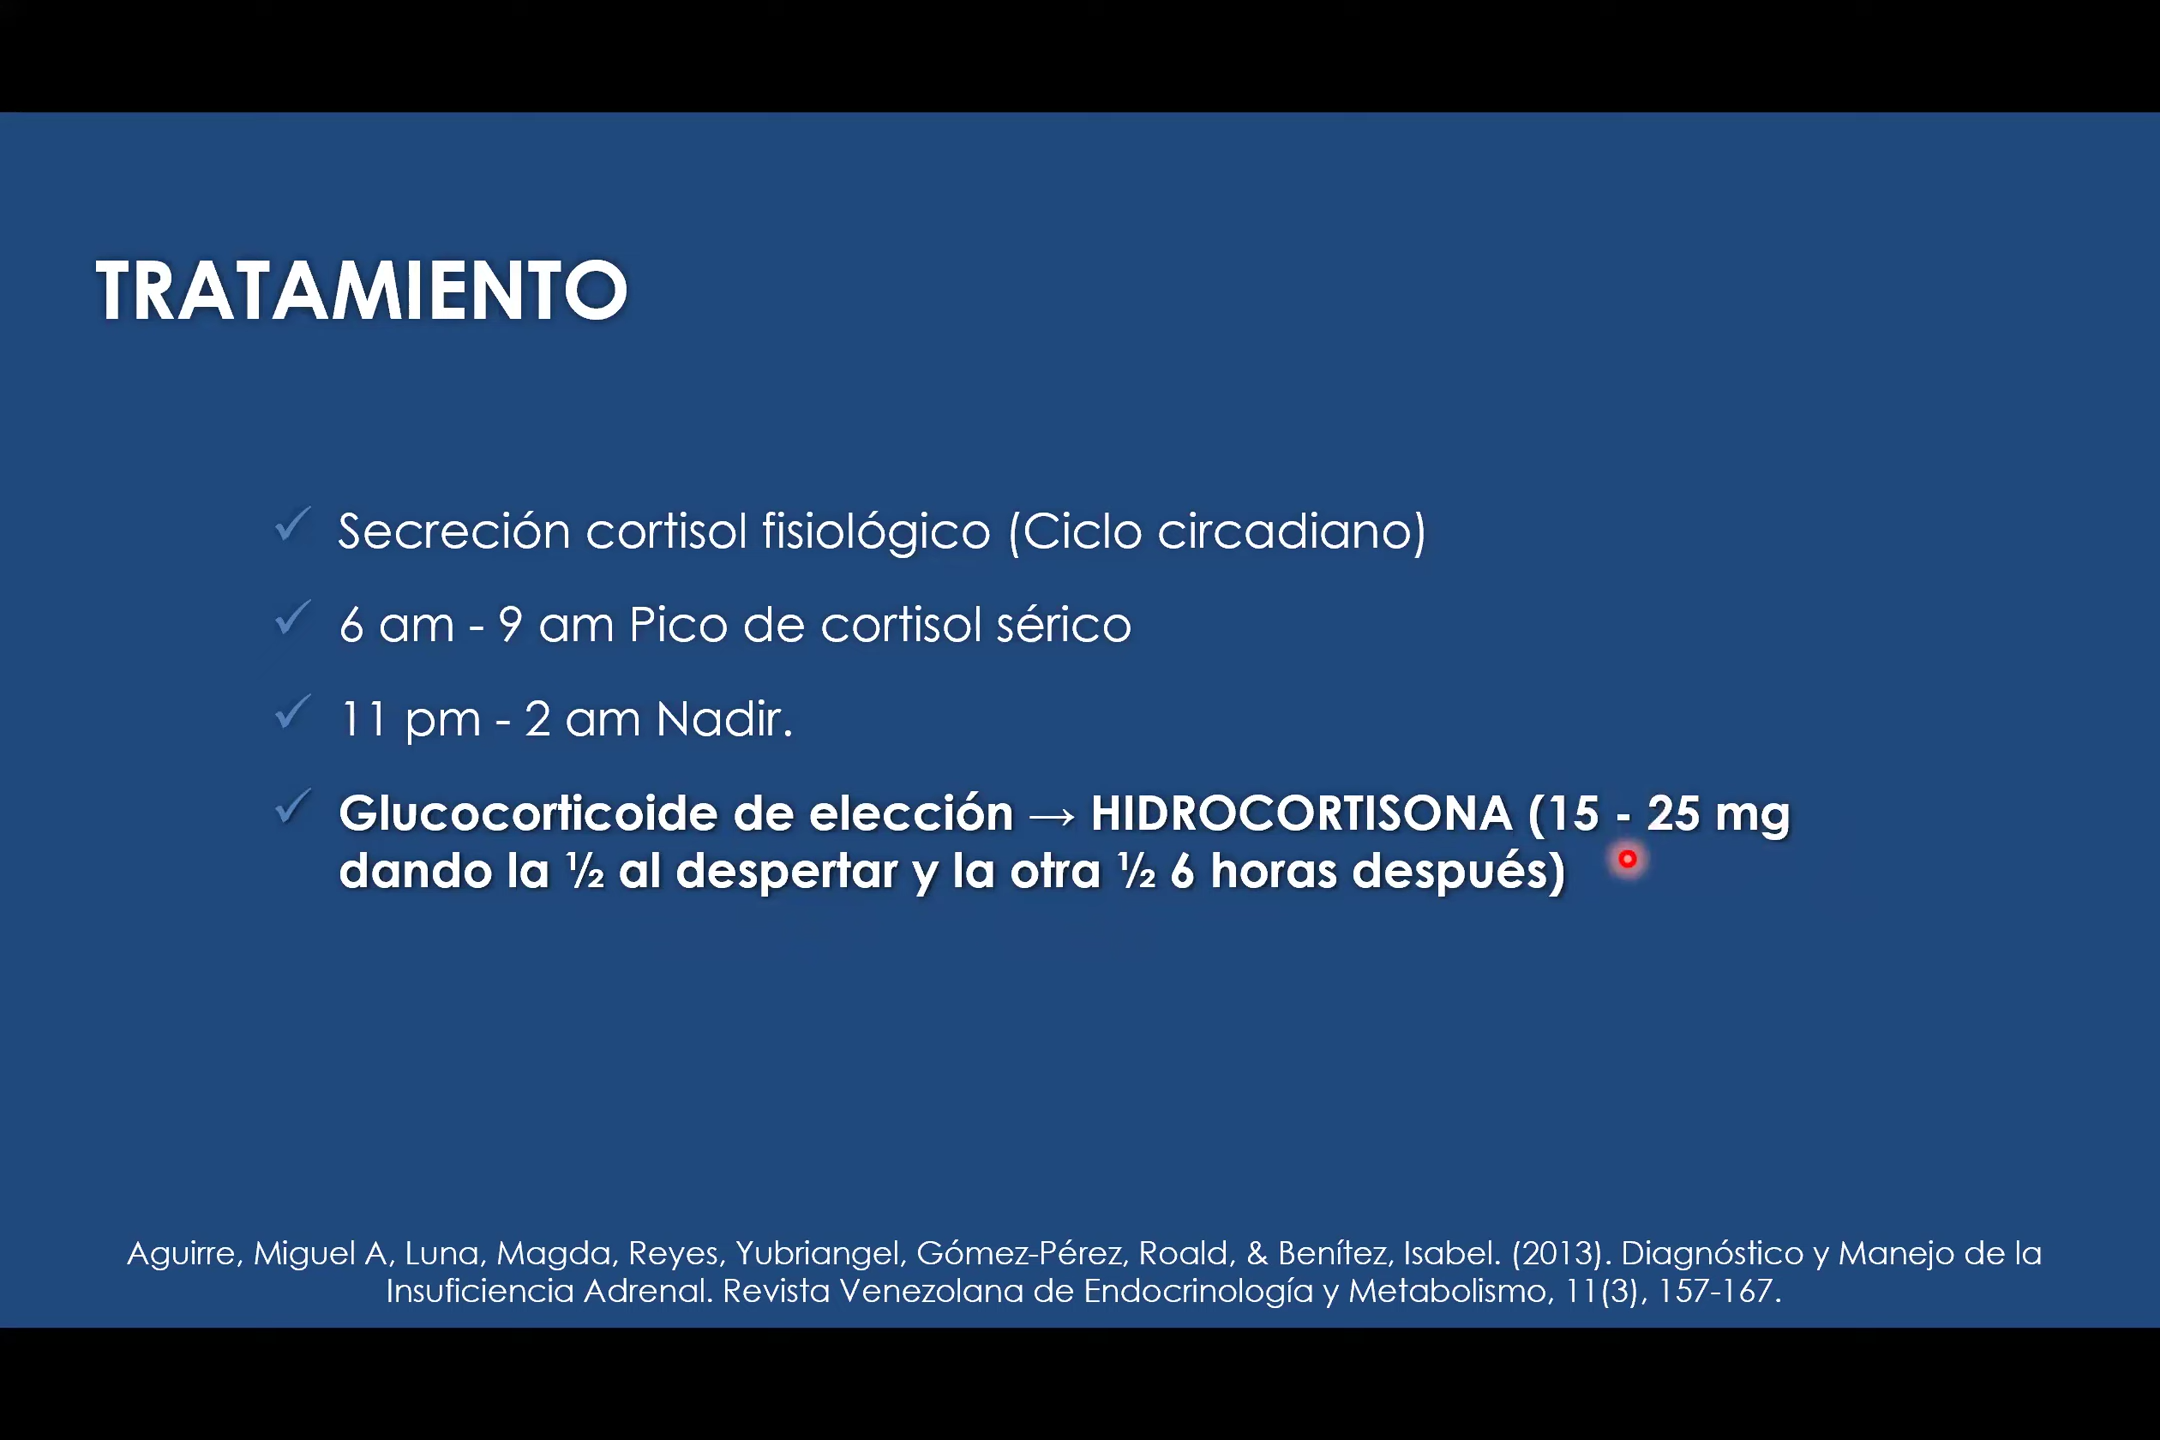 TRATAMIENTO
Secreción cortisol fisiológico (Ciclo circadiano)
6 am - 9 am Pico de cortisol sérico
11 pm - 2 am Nadir.
Glucocorticoide de elección → HIDROCORTISONA (15 - 25 mg
dando la ½ al despertar y la otra ½ 6 horas después)
Aguirre, Miguel A, Luna, Magda, Reyes, Yubriangel, Gómez-Pérez, Roald, & Benítez, Isabel. (2013). Diagnóstico y Manejo de la
Insuficiencia Adrenal. Revista Venezolana de Endocrinología y Metabolismo, 11(3), 157-167.